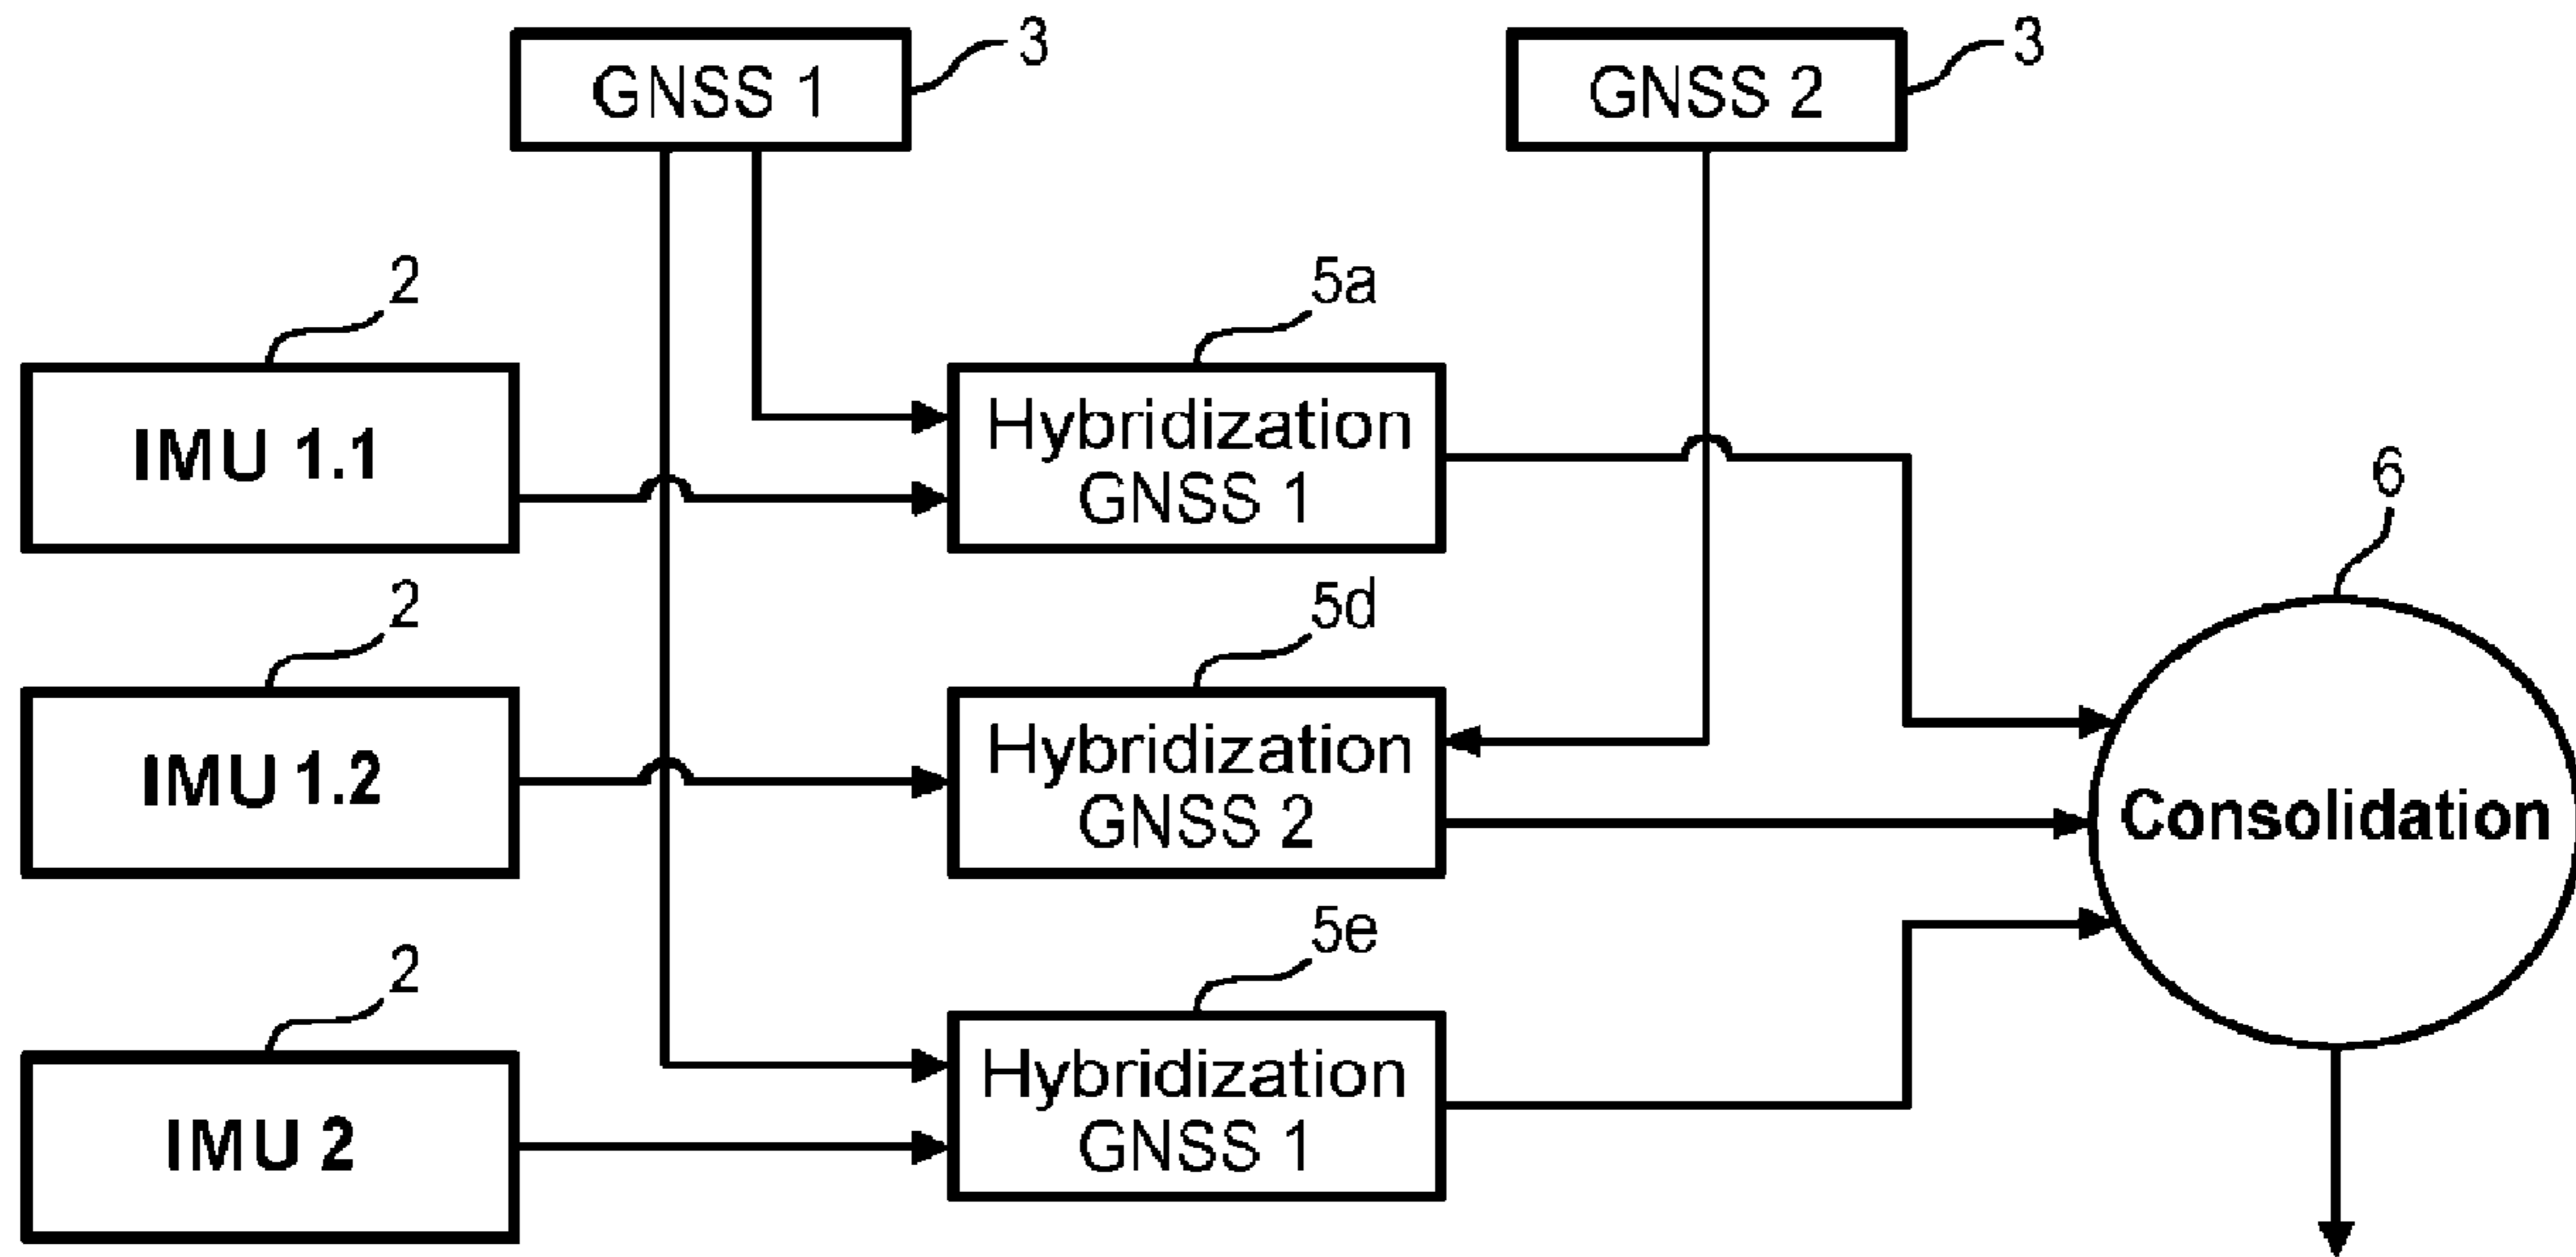 GNSS 1
3
GNSS 2
3
2
5a
IMU 1.1
Hybridization
GNSS 1
6
2
5d
IMU 1.2
Hybridization
GNSS 2
Consolidation
2
5e
IMU 2
Hybridization
GNSS 1